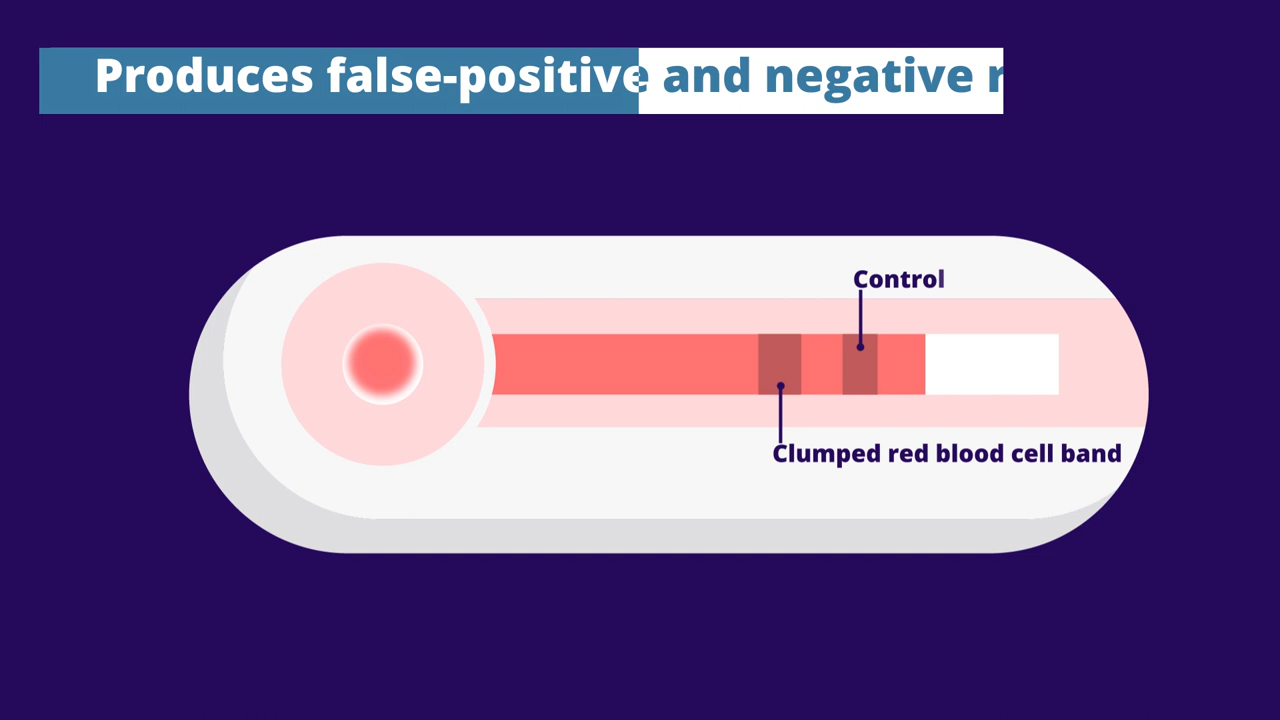 Produces false-positive and negative
Control
Clumped red blood cell band